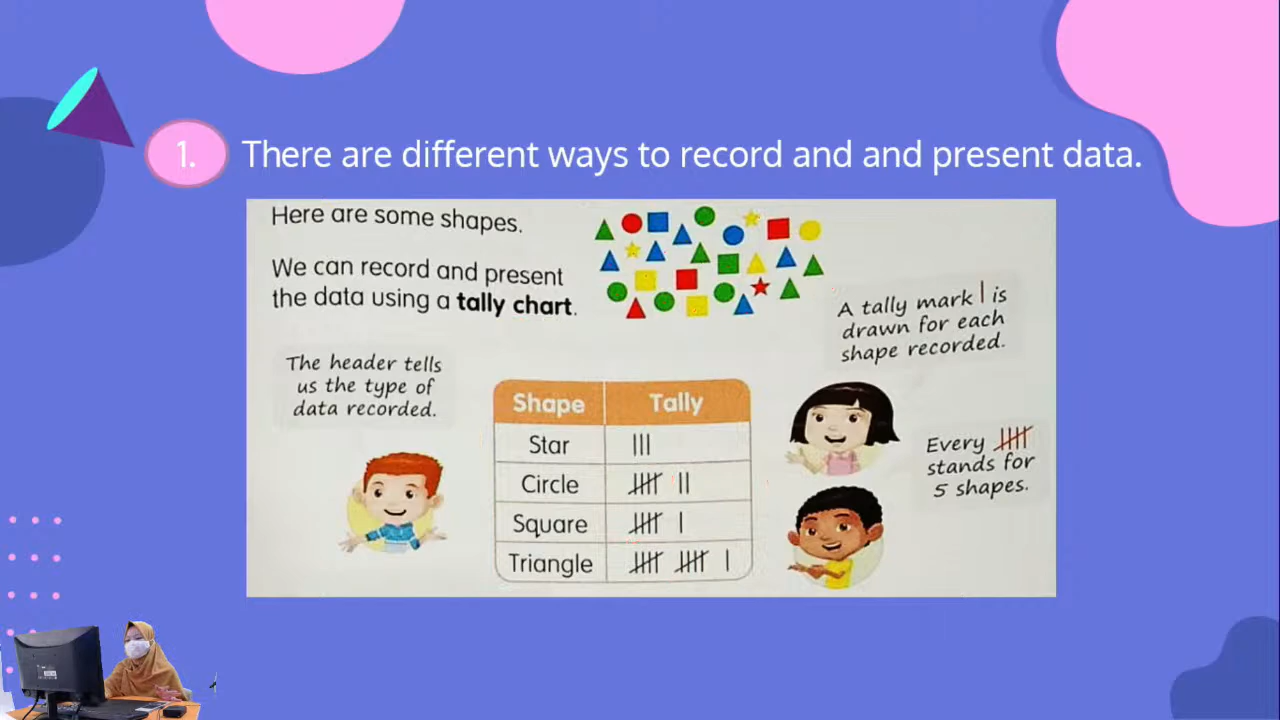 1. There are different ways to record and and present data.
Here are some shapes.
We can record and present
the data using a tally chart.
A tally mark | is
drawn for each
shape recorded.
The header tells
us the type of
data recorded.
Shape Tally
Star |||
Circle 𝍸 ||
Square 𝍸 |
Triangle 𝍸 𝍸 |
Every 𝍸
stands for
5 shapes.